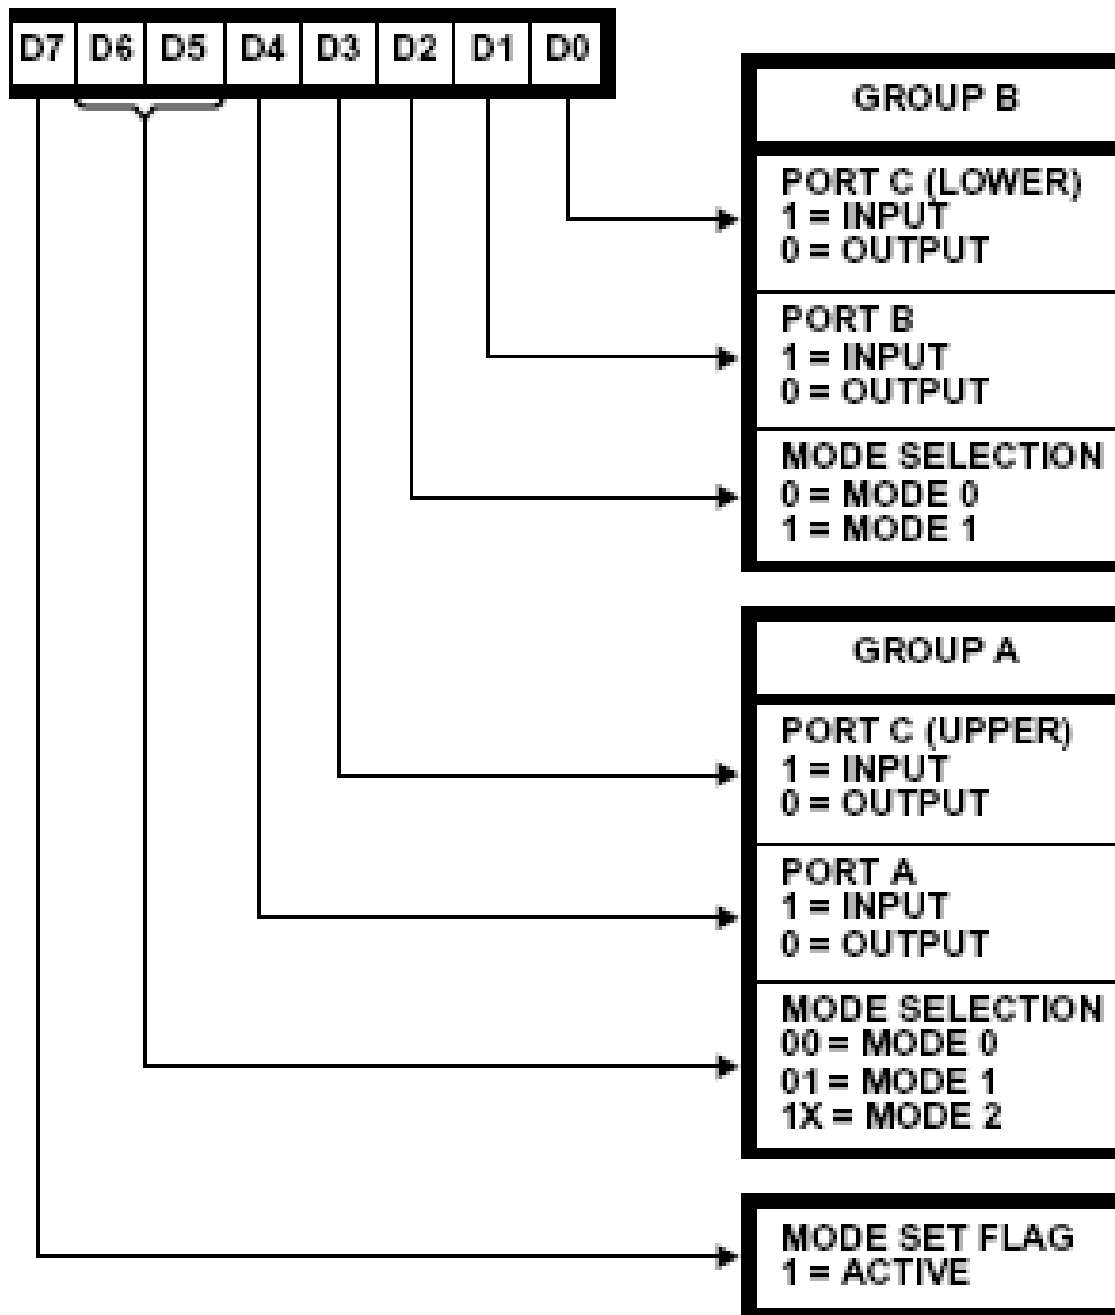 D7 D6 D5 D4 D3 D2 D1 D0
GROUP B
PORT C (LOWER)
1 = INPUT
0 = OUTPUT
PORT B
1 = INPUT
0 = OUTPUT
MODE SELECTION
0 = MODE 0
1 = MODE 1
GROUP A
PORT C (UPPER)
1 = INPUT
0 = OUTPUT
PORT A
1 = INPUT
0 = OUTPUT
MODE SELECTION
00 = MODE 0
01 = MODE 1
1X = MODE 2
MODE SET FLAG
1 = ACTIVE